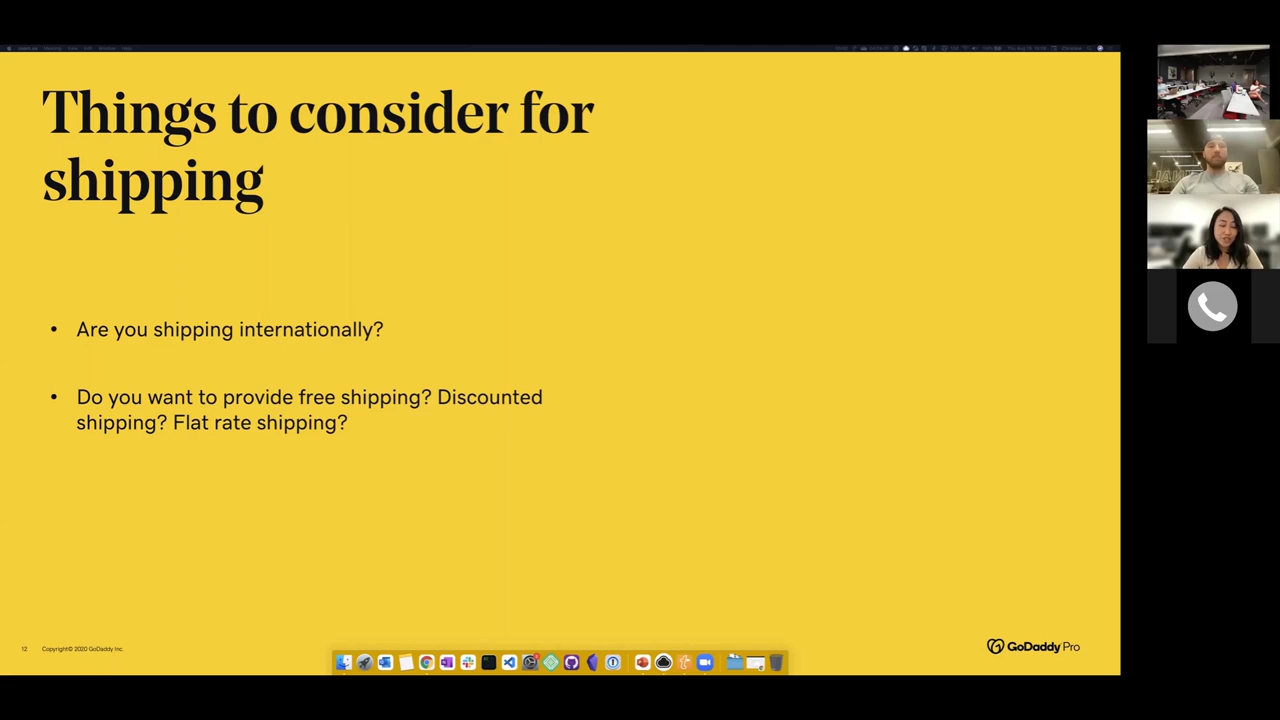 Things to consider for
shipping
• Are you shipping internationally?
• Do you want to provide free shipping? Discounted
shipping? Flat rate shipping?
12 Copyright© 2020 GoDaddy Inc.
GoDaddy Pro